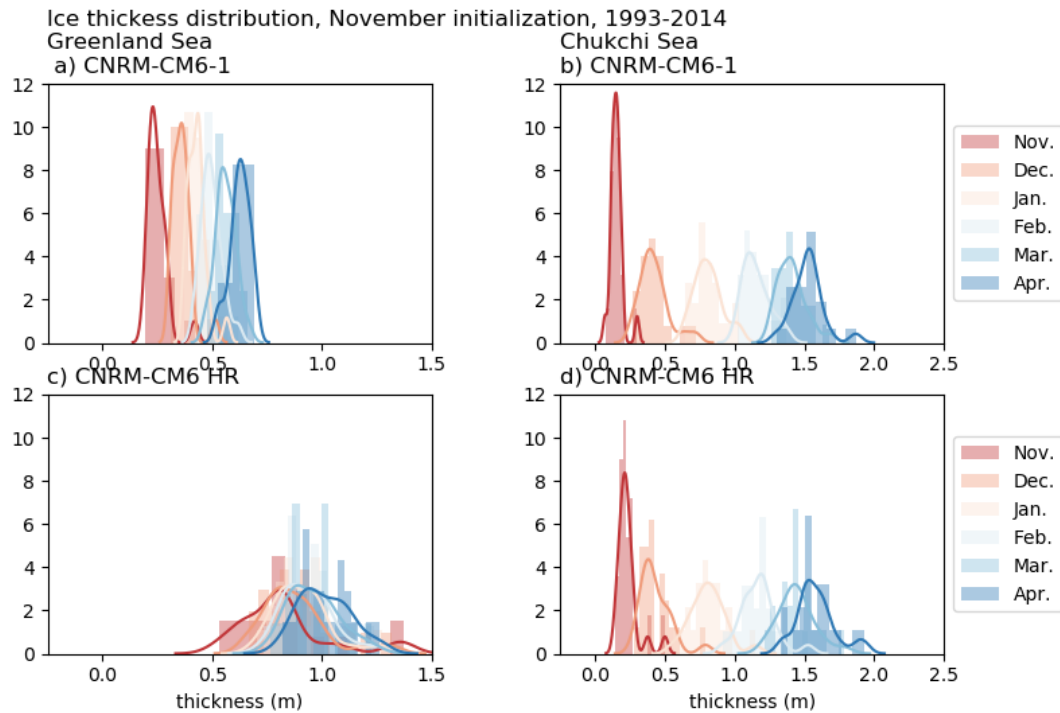 Ice thickess distribution, November initialization, 1993-2014
Greenland Sea
Chukchi Sea
a) CNRM-CM6-1
b) CNRM-CM6-1
12
10
8
6
4
2
0
0.0 0.5 1.0 1.5
12
10
8
6
4
2
0
0.0 0.5 1.0 1.5 2.0 2.5
Nov.
Dec.
Jan.
Feb.
Mar.
Apr.
c) CNRM-CM6 HR
d) CNRM-CM6 HR
12
10
8
6
4
2
0
0.0 0.5 1.0 1.5
thickness (m)
12
10
8
6
4
2
0
0.0 0.5 1.0 1.5 2.0 2.5
thickness (m)
Nov.
Dec.
Jan.
Feb.
Mar.
Apr.